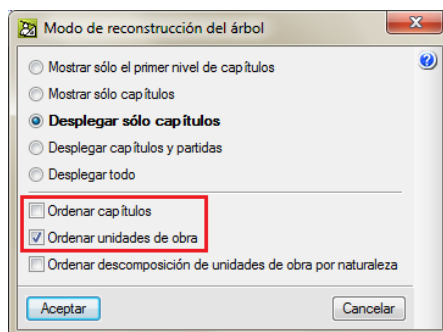 Modo de reconstrucción del árbol
Mostrar sólo el primer nivel de capítulos
Mostrar sólo capítulos
Desplegar sólo capítulos
Desplegar capítulos y partidas
Desplegar todo
Ordenar capítulos
Ordenar unidades de obra
Ordenar descomposición de unidades de obra por naturaleza
Aceptar
Cancelar